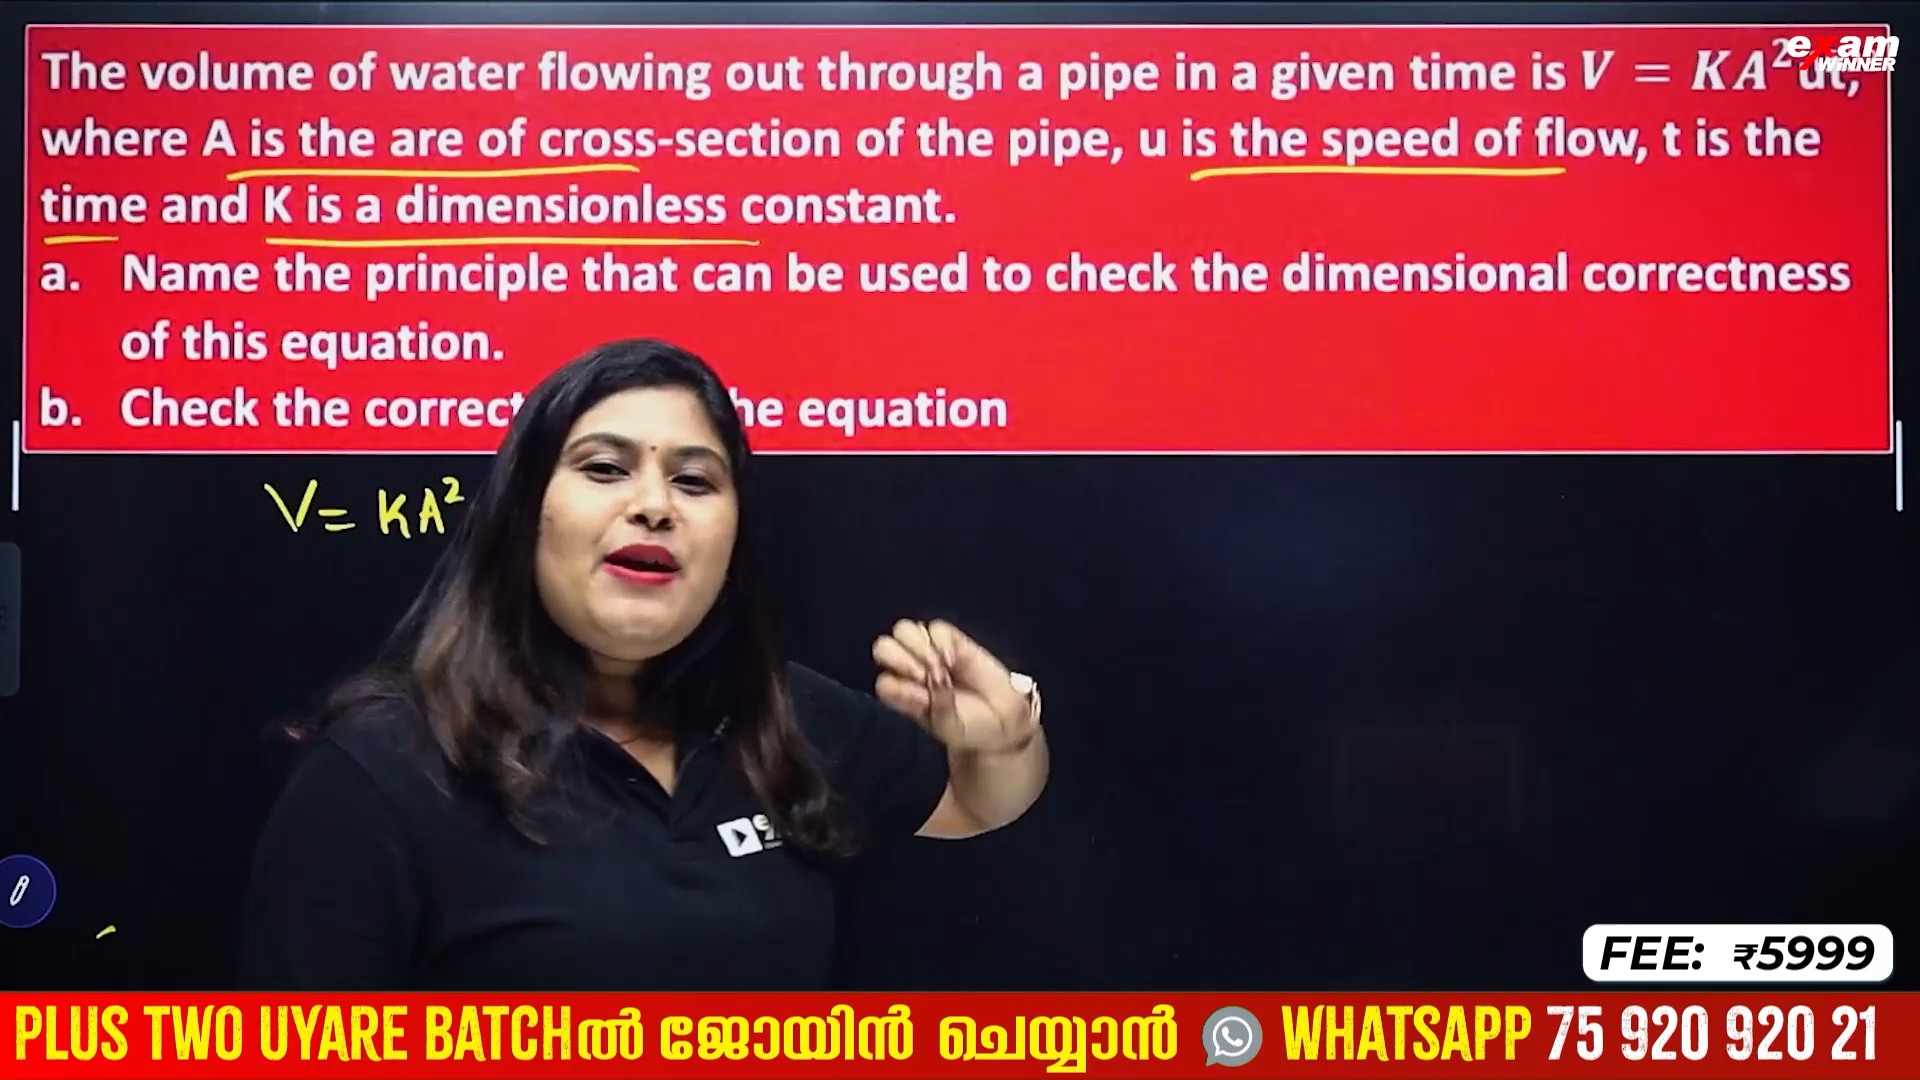 The volume of water flowing out through a pipe in a given time is V = KA² ut,
where A is the are of cross-section of the pipe, u is the speed of flow, t is the
time and K is a dimensionless constant.
a. Name the principle that can be used to check the dimensional correctness
of this equation.
b. Check the correct he equation
exam
WiNNER
V = KA²
FEE: ₹5999
PLUS TWO UYARE BATCHൽ ജോയിൻ ചെയ്യാൻ WHATSAPP 75 920 920 21